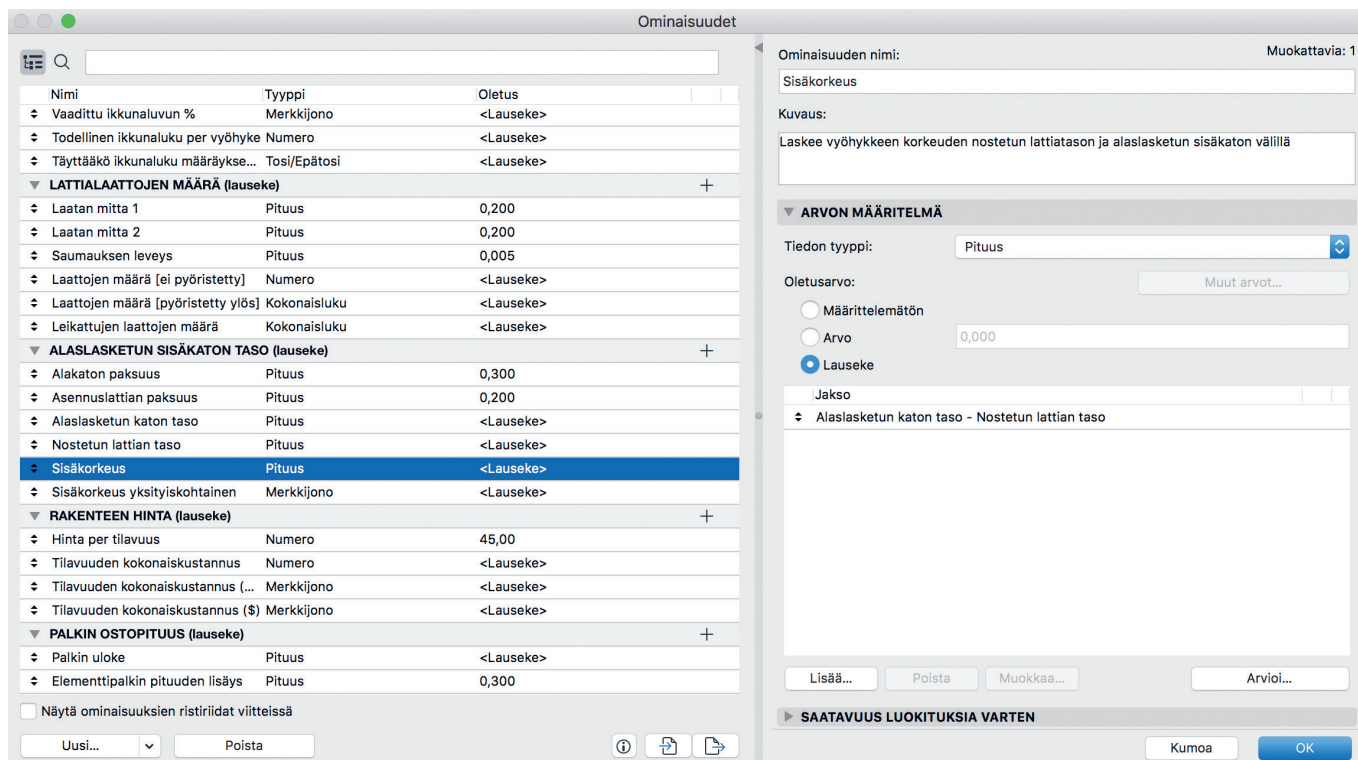 Ominaisuudet
Nimi Tyyppi Oletus
Vaadittu ikkunaluvun % Merkkijono <Lauseke>
Todellinen ikkunaluku per vyöhyke Numero <Lauseke>
Täyttääkö ikkunaluku määräykse... Tosi/Epätosi <Lauseke>
LATTIALAATTOJEN MÄÄRÄ (lauseke)
Laatan mitta 1 Pituus 0,200
Laatan mitta 2 Pituus 0,200
Saumauksen leveys Pituus 0,005
Laattojen määrä [ei pyöristetty] Numero <Lauseke>
Laattojen määrä [pyöristetty ylös] Kokonaisluku <Lauseke>
Leikattujen laattojen määrä Kokonaisluku <Lauseke>
ALASLASKETUN SISÄKATON TASO (lauseke)
Alakaton paksuus Pituus 0,300
Asennuslattian paksuus Pituus 0,200
Alaslasketun katon taso Pituus <Lauseke>
Nostetun lattian taso Pituus <Lauseke>
Sisäkorkeus Pituus <Lauseke>
Sisäkorkeus yksityiskohtainen Merkkijono <Lauseke>
RAKENTEEN HINTA (lauseke)
Hinta per tilavuus Numero 45,00
Tilavuuden kokonaiskustannus Numero <Lauseke>
Tilavuuden kokonaiskustannus (... Merkkijono <Lauseke>
Tilavuuden kokonaiskustannus ($) Merkkijono <Lauseke>
PALKIN OSTOPITUUS (lauseke)
Palkin uloke Pituus <Lauseke>
Elementtipalkin pituuden lisäys Pituus 0,300
Näytä ominaisuuksien ristiriidat viitteissä
Uusi... Poista
Ominaisuuden nimi: Muokattavia: 1
Sisäkorkeus
Kuvaus:
Laskee vyöhykkeen korkeuden nostetun lattiatason ja alaslasketun sisäkaton välillä
ARVON MÄÄRITELMÄ
Tiedon tyyppi: Pituus
Oletusarvo: Muut arvot...
Määrittelemätön
Arvo 0,000
Lauseke
Jakso
Alaslasketun katon taso - Nostetun lattian taso
Lisää... Poista Muokkaa... Arvioi...
SAATAVUUS LUOKITUKSIA VARTEN
Kumoa OK